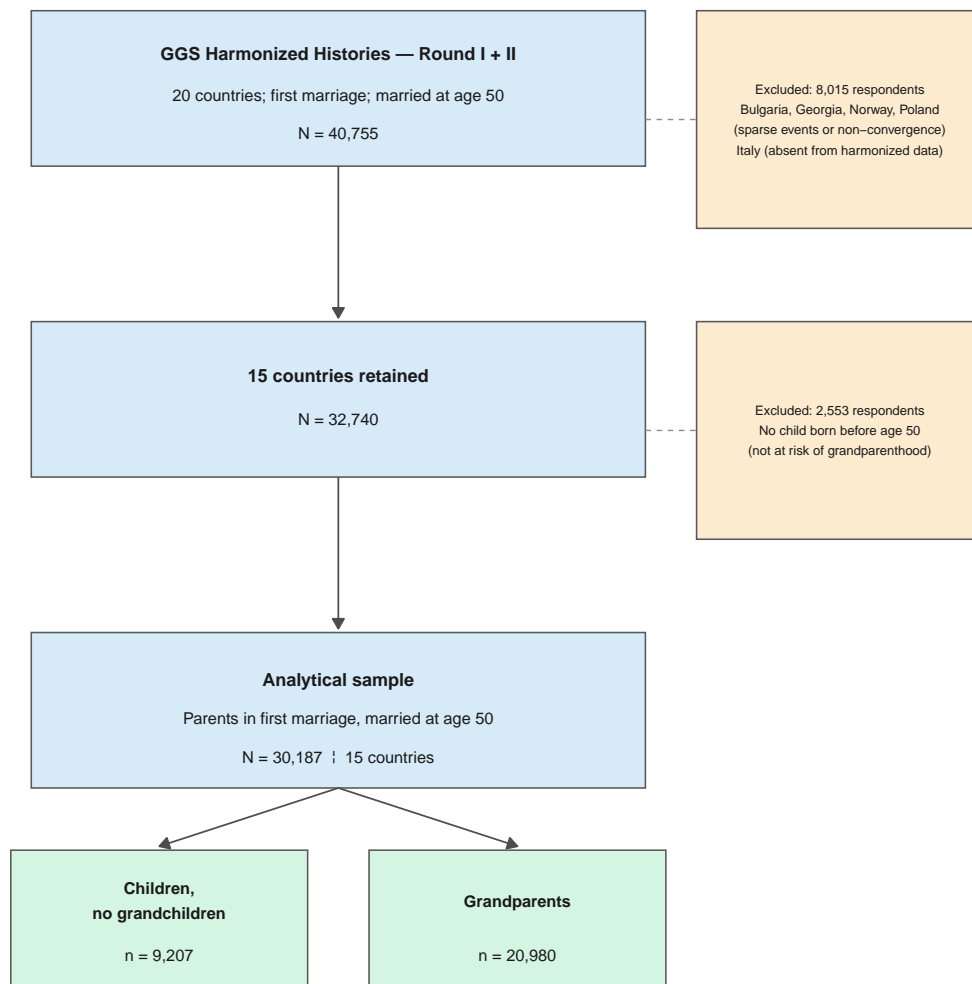 GGS Harmonized Histories — Round I + II
20 countries; first marriage; married at age 50
N = 40,755
Excluded: 8,015 respondents
Bulgaria, Georgia, Norway, Poland
(sparse events or non−convergence)
Italy (absent from harmonized data)
15 countries retained
N = 32,740
Excluded: 2,553 respondents
No child born before age 50
(not at risk of grandparenthood)
Analytical sample
Parents in first marriage, married at age 50
N = 30,187 ¦ 15 countries
Children,
no grandchildren
n = 9,207
Grandparents
n = 20,980